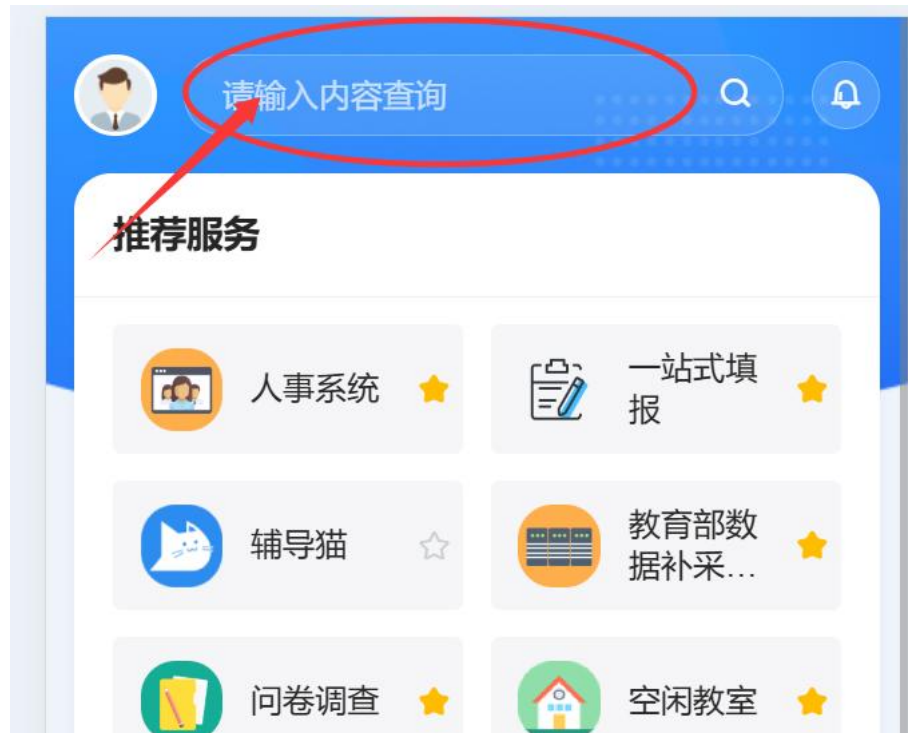 请输入内容查询
推荐服务
人事系统
一站式填
报
辅导猫
教育部数
据补采...
问卷调查
空闲教室